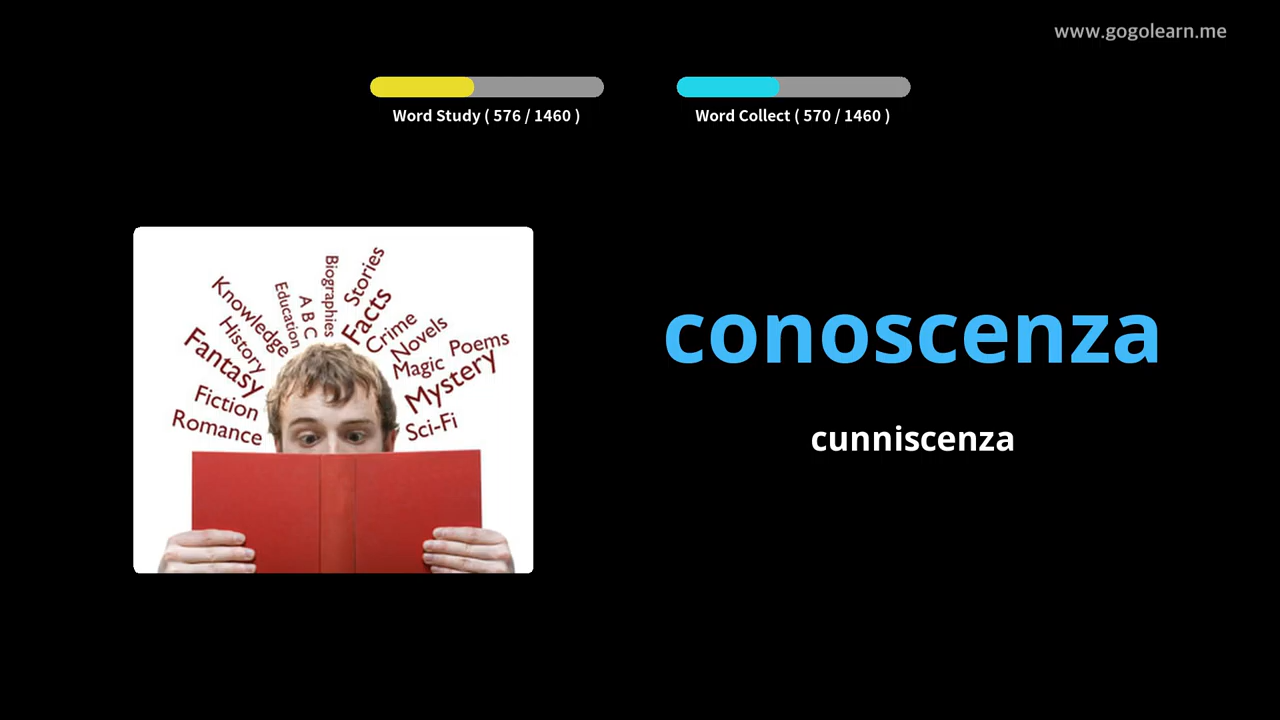 www.gogolearn.me
Word Study ( 576 / 1460 )
Word Collect ( 570 / 1460 )
Knowledge
Education
A B C
Biographies
Stories
Facts
Crime
Novels
Poems
Magic
Mystery
Sci-Fi
History
Fantasy
Fiction
Romance
conoscenza
cunniscenza